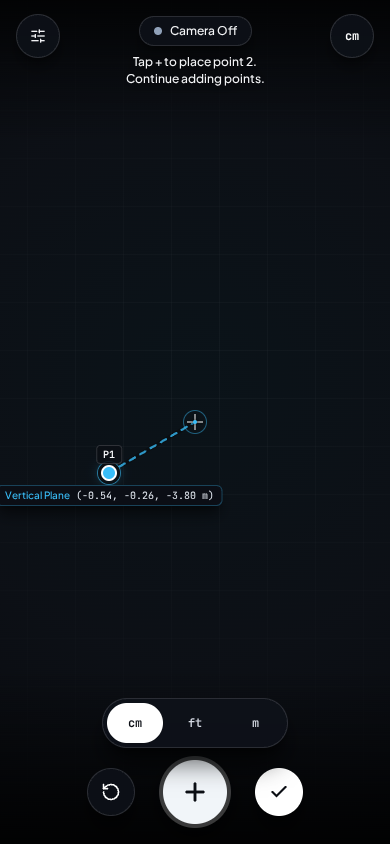 Camera Off
cm
Tap + to place point 2.
Continue adding points.
P1
Vertical Plane (-0.54, -0.26, -3.80 m)
cm ft m